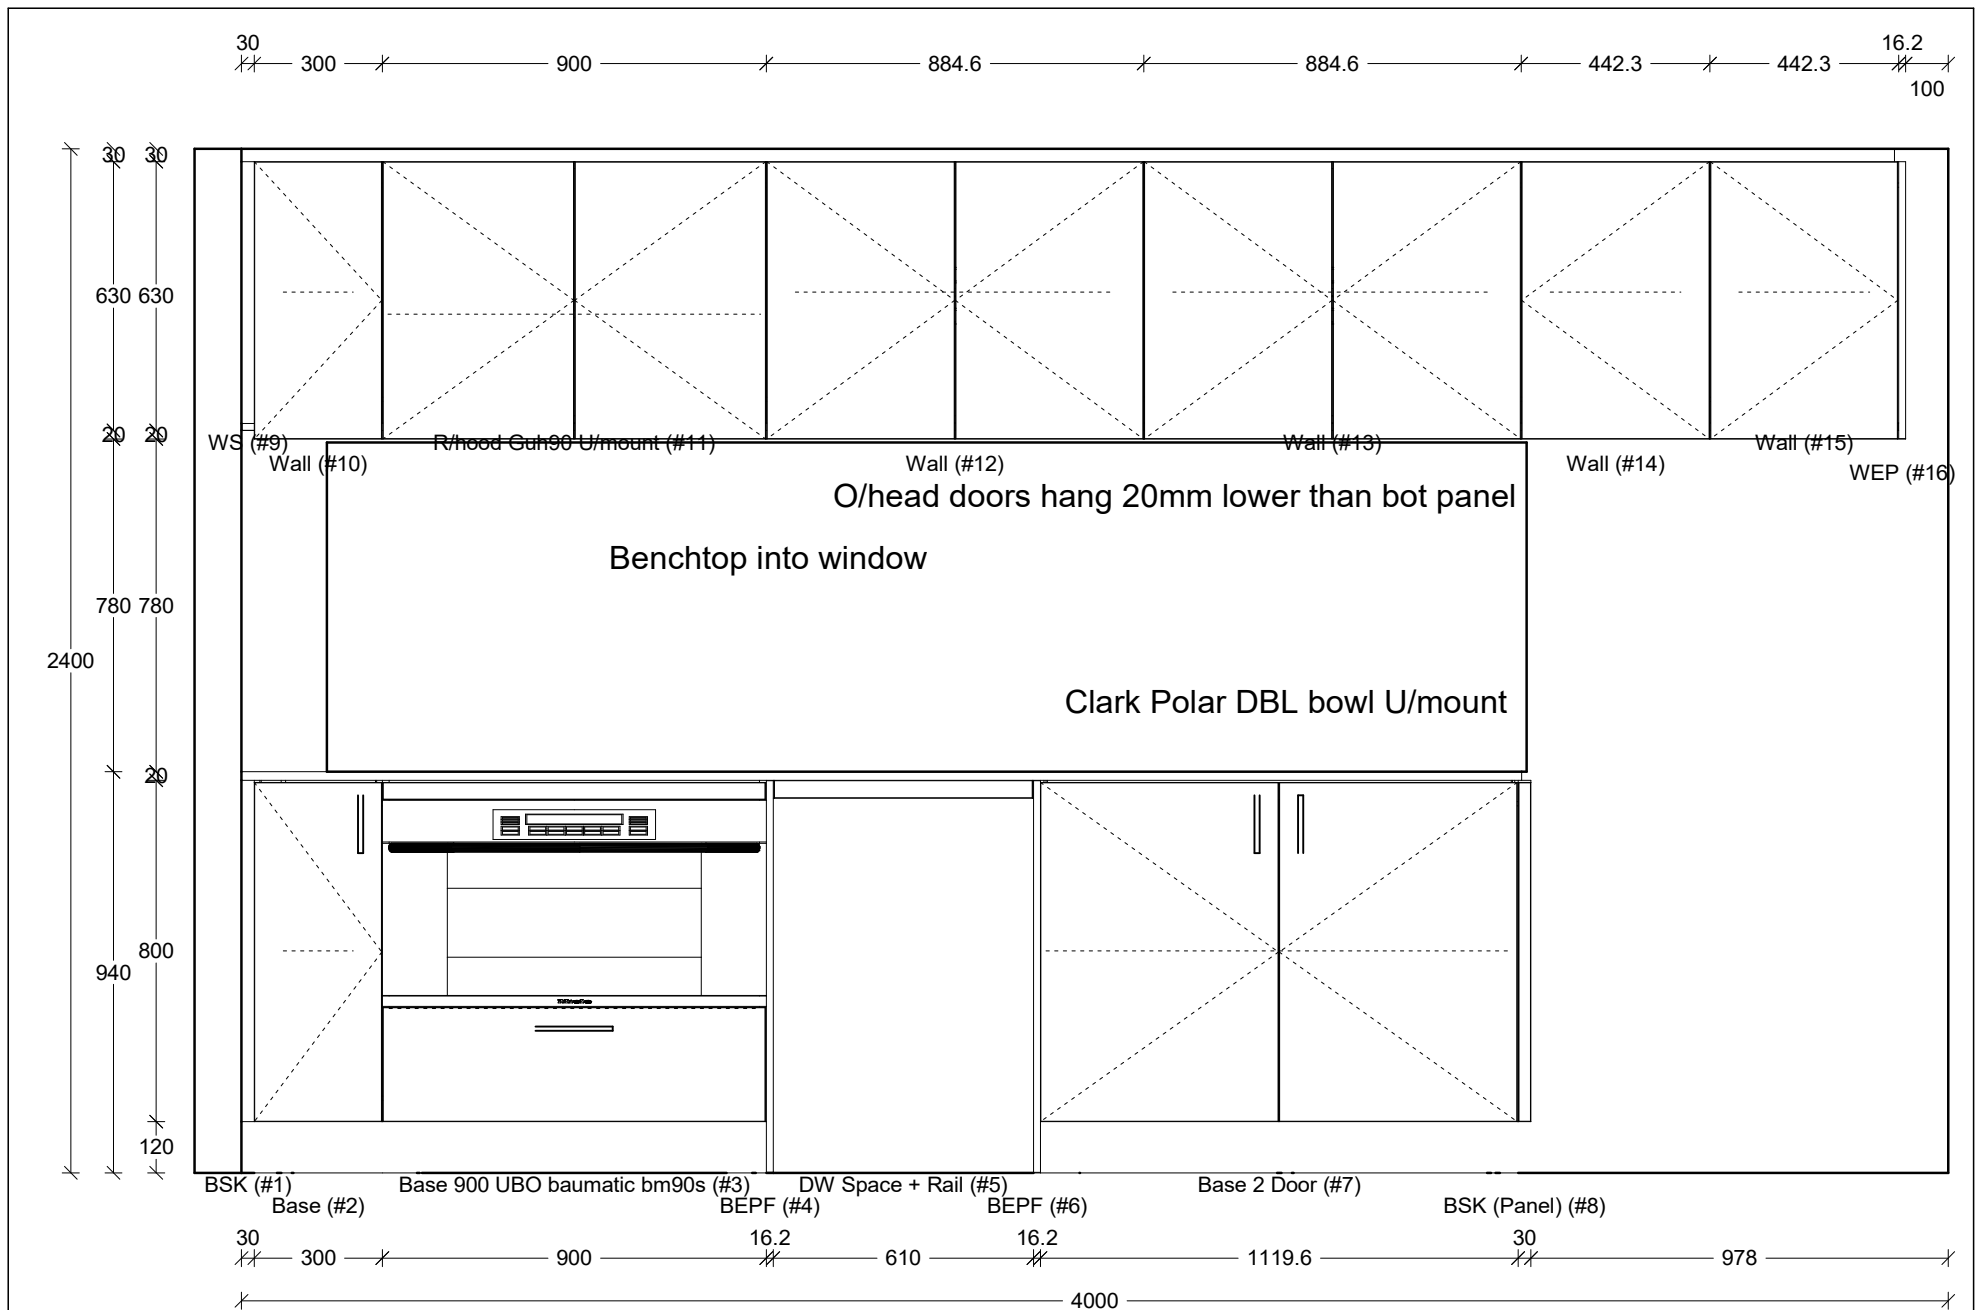 30
16.2
300
900
884.6
884.6
442.3
442.3
100
30
30
630
630
20
20
WS (#9)
R/hood Guh90 U/mount (#11)
Wall (#13)
Wall (#15)
Wall (#10)
Wall (#12)
Wall (#14)
WEP (#16)
O/head doors hang 20mm lower than bot panel
Benchtop into window
780
780
2400
Clark Polar DBL bowl U/mount
20
800
940
120
BSK (#1)
Base 900 UBO baumatic bm90s (#3)
DW Space + Rail (#5)
Base 2 Door (#7)
Base (#2)
BEPF (#4)
BEPF (#6)
BSK (Panel) (#8)
30
16.2
16.2
30
300
900
610
1119.6
978
4000